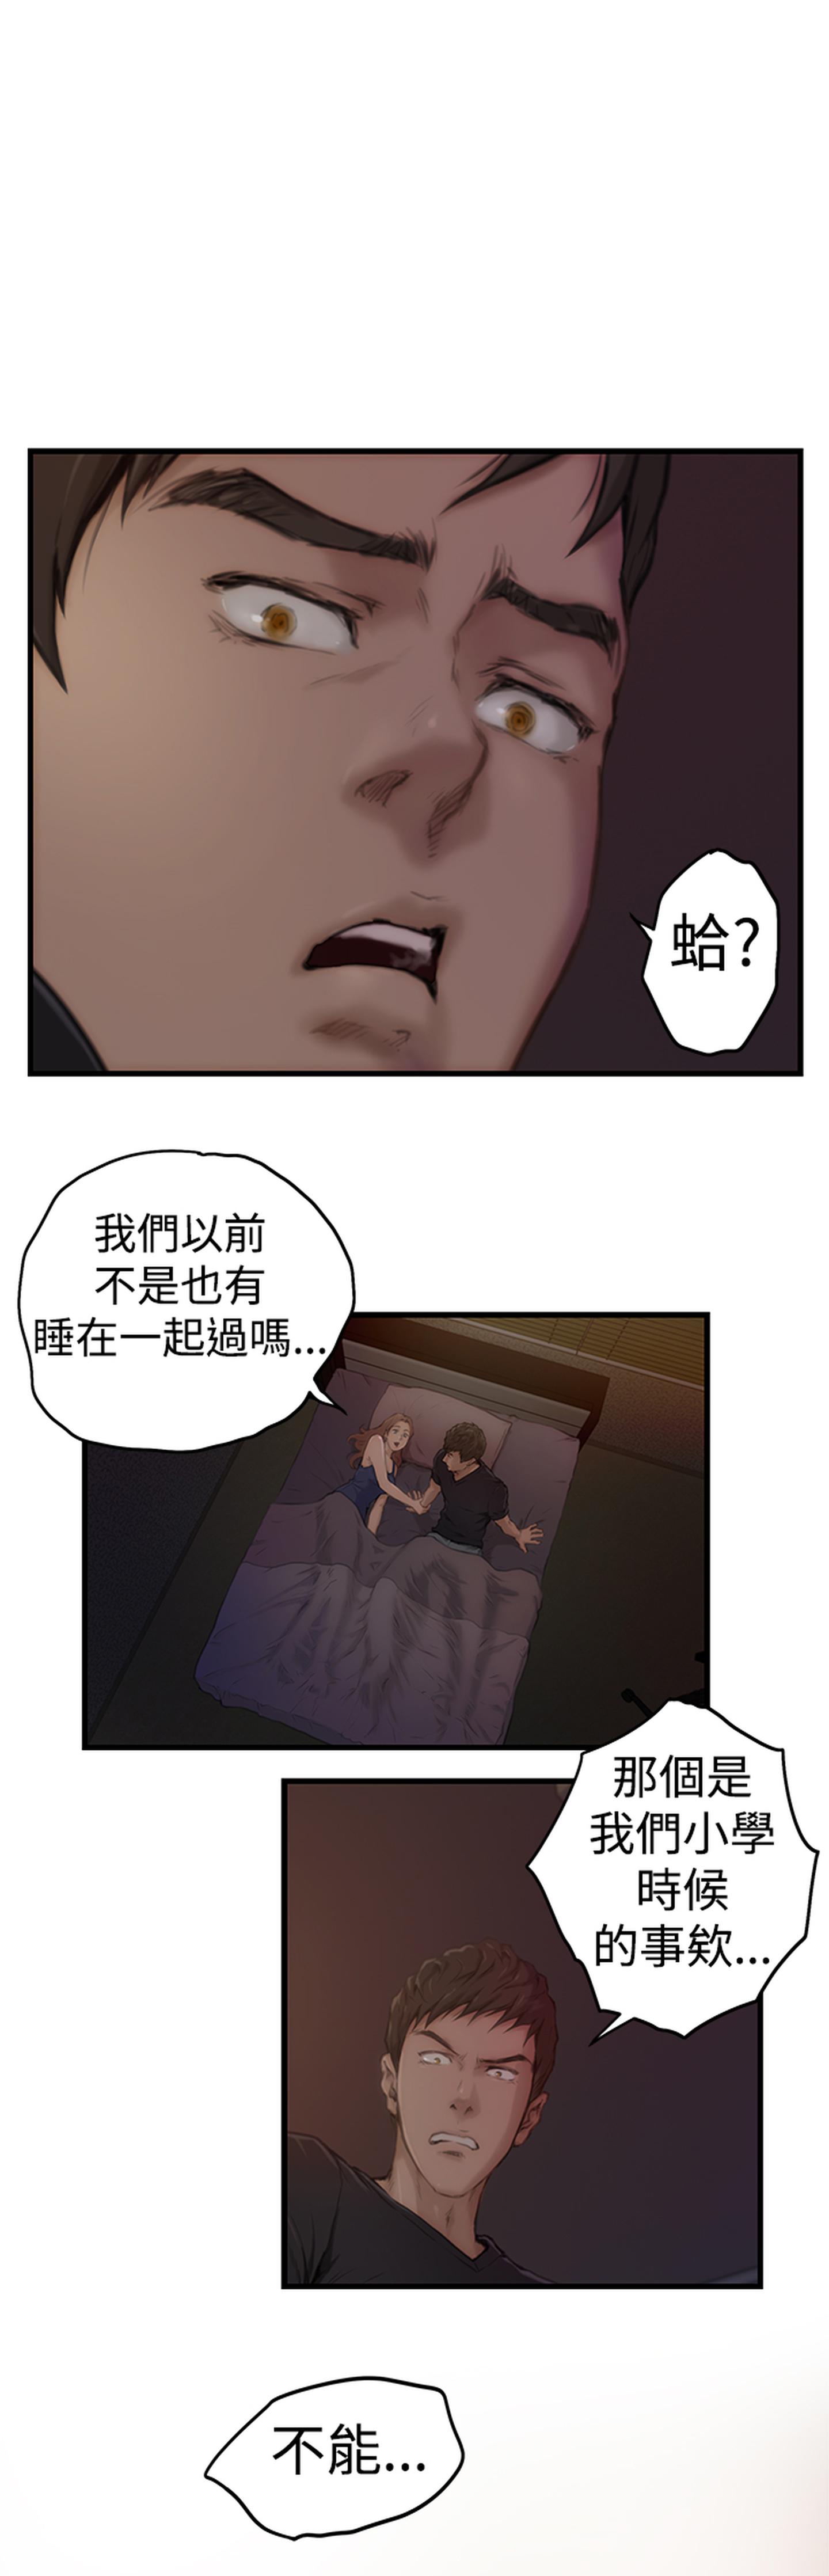 蛤?
我們以前
不是也有
睡在一起過嗎...
那個是
我們小學
時候
的事欸...
不能...